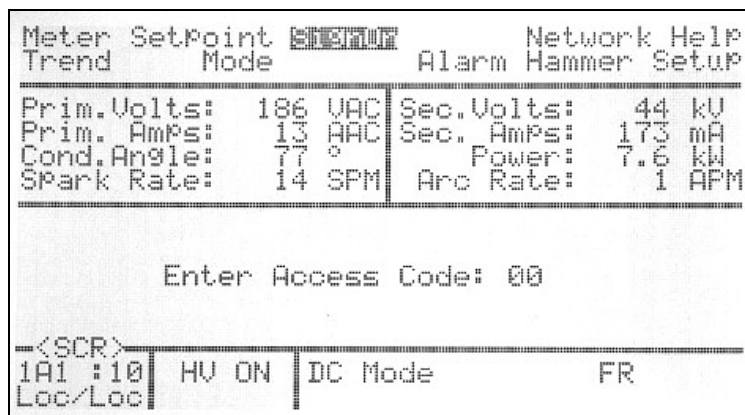 Meter Setpoint SignOn Network Help
Trend Mode Alarm Hammer Setup
Prim.Volts: 186 VAC Sec.Volts: 44 kV
Prim. Amps: 13 AAC Sec. Amps: 173 mA
Cond.Angle: 77 ° Power: 7.6 kW
Spark Rate: 14 SPM Arc Rate: 1 APM
Enter Access Code: 00
<SCR>
1A1 :10 HV ON DC Mode FR
Loc/Loc